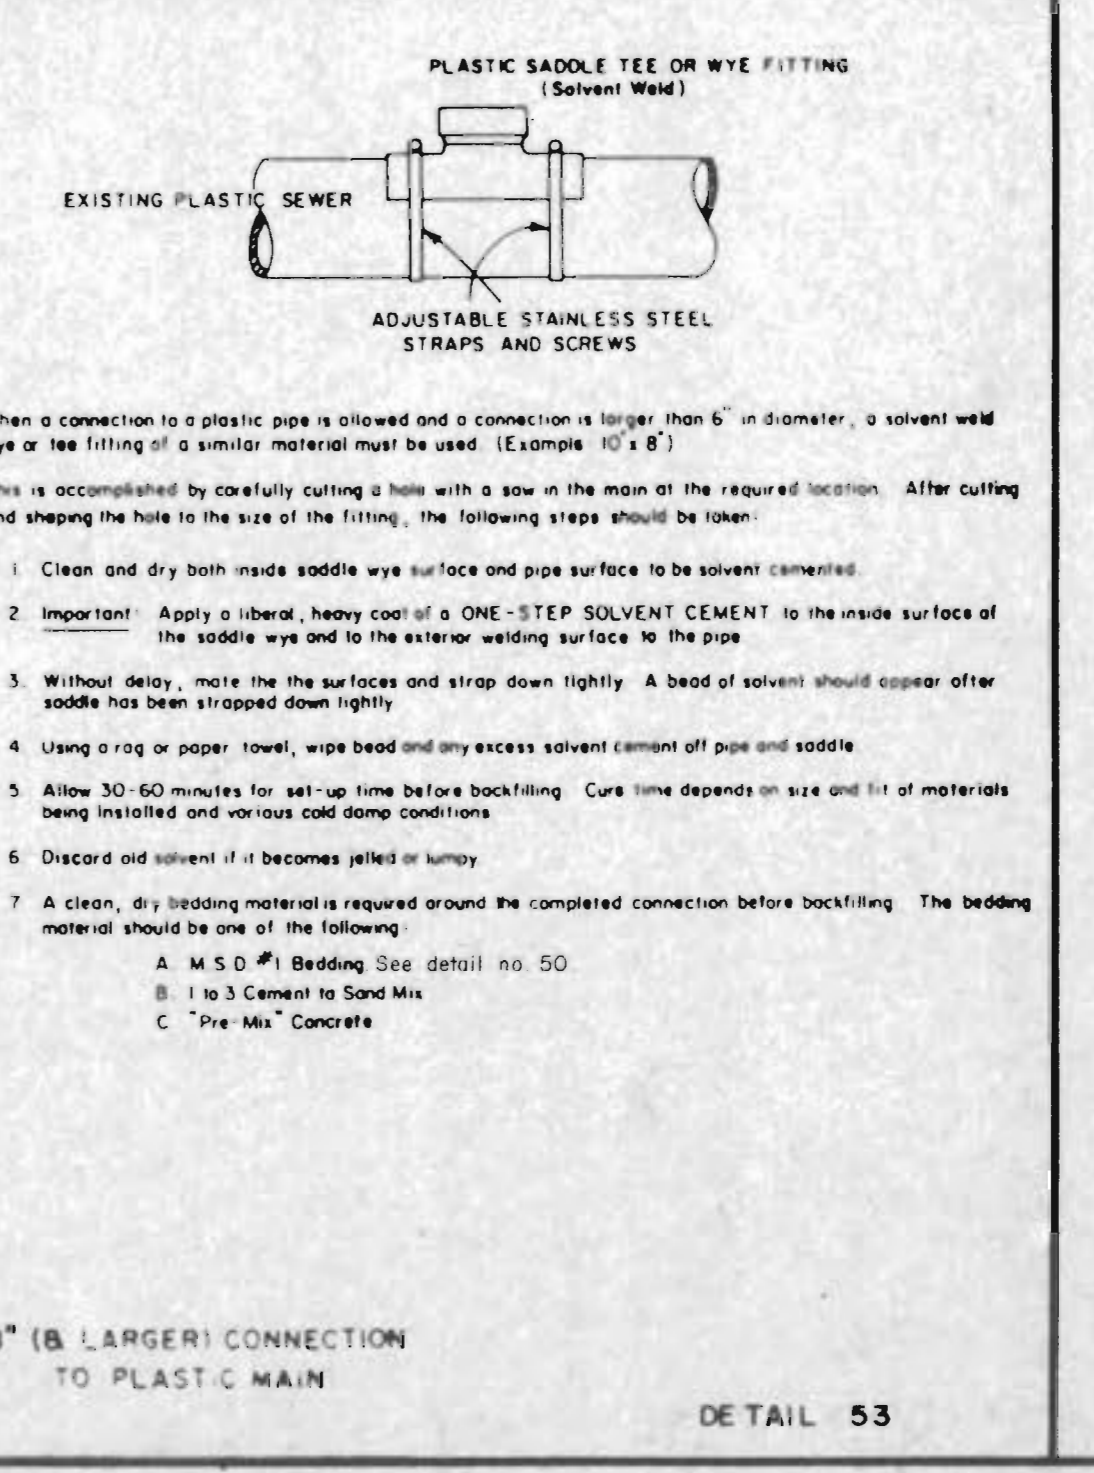 PLASTIC SADDLE TEE OR WYE FITTING
(Solvent Weld)
EXISTING PLASTIC SEWER
ADJUSTABLE STAINLESS STEEL
STRAPS AND SCREWS
hen a connection to a plastic pipe is allowed and a connection is larger than 6" in diameter, a solvent weld
ye or tee fitting of a similar material must be used (Example 10" x 8")
his is accomplished by carefully cutting a hole with a saw in the main at the required location After cutting
nd shaping the hole to the size of the fitting, the following steps should be taken.
1 Clean and dry both inside saddle wye surface and pipe surface to be solvent cemented.
2 Important Apply a liberal, heavy coat of a ONE-STEP SOLVENT CEMENT to the inside surface of
the saddle wye and to the exterior welding surface to the pipe
3. Without delay, mate the the surfaces and strap down tightly A bead of solvent should appear after
saddle has been strapped down tightly
4 Using a rag or paper towel, wipe bead and any excess solvent cement off pipe and saddle
5 Allow 30-60 minutes for set-up time before backfilling Cure time depends on size and fit of materials
being installed and various cold damp conditions
6 Discard old solvent if it becomes jelled or lumpy
7 A clean, dry bedding material is required around the completed connection before backfilling The bedding
material should be one of the following.
A M S D #1 Bedding. See detail no. 50
B. 1 to 3 Cement to Sand Mix
C "Pre-Mix" Concrete
" (& LARGER) CONNECTION
TO PLASTIC MAIN
DETAIL 53